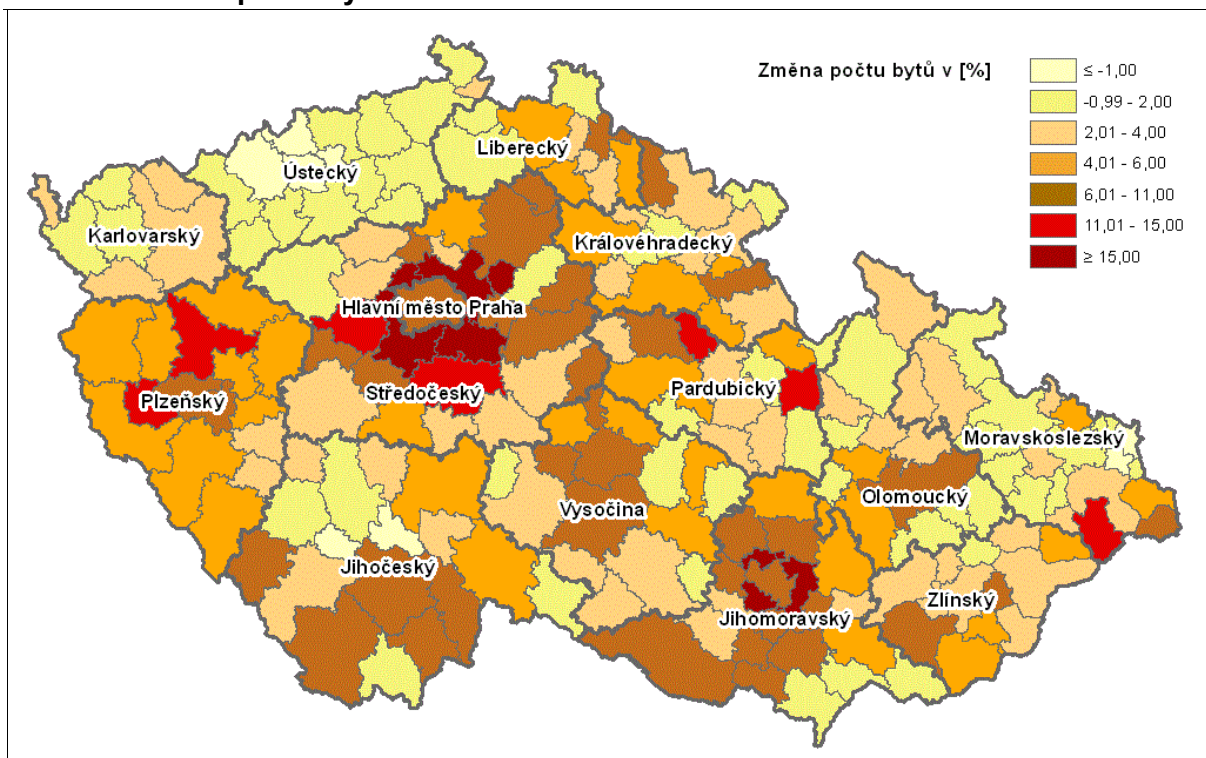 Změna počtu bytů v [%]
≤ -1,00
-0,99 - 2,00
2,01 - 4,00
4,01 - 6,00
6,01 - 11,00
11,01 - 15,00
≥ 15,00
Liberecký
Ústecký
Karlovarský
Královéhradecký
Hlavní město Praha
Středočeský
Plzeňský
Pardubický
Moravskoslezský
Olomoucký
Vysočina
Jihočeský
Zlínský
Jihomoravský